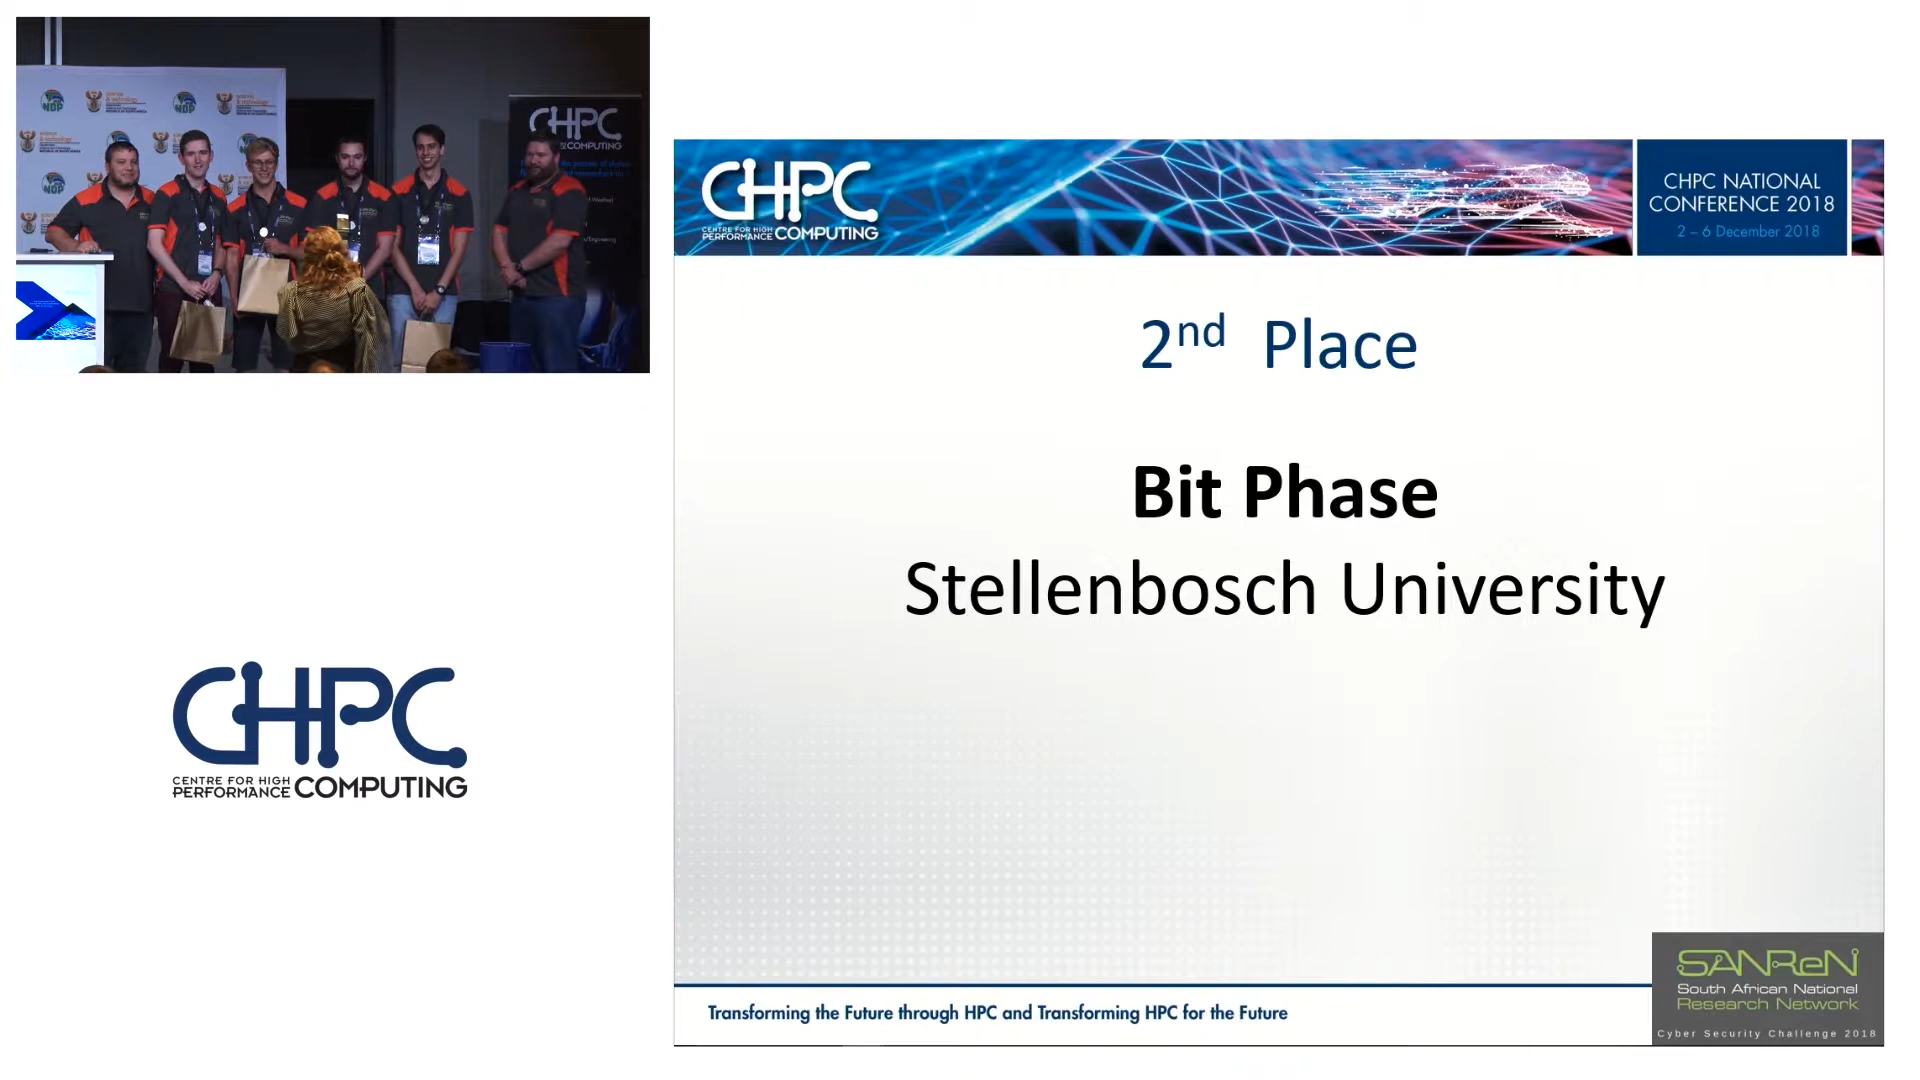 CHPC
COMPUTING
CHPC
CENTRE FOR HIGH
PERFORMANCE COMPUTING
CHPC
CENTRE FOR HIGH
PERFORMANCE COMPUTING
CHPC NATIONAL
CONFERENCE 2018
2 – 6 December 2018
2nd Place
Bit Phase
Stellenbosch University
Transforming the Future through HPC and Transforming HPC for the Future
SANReN
South African National
Research Network
Cyber Security Challenge 2018